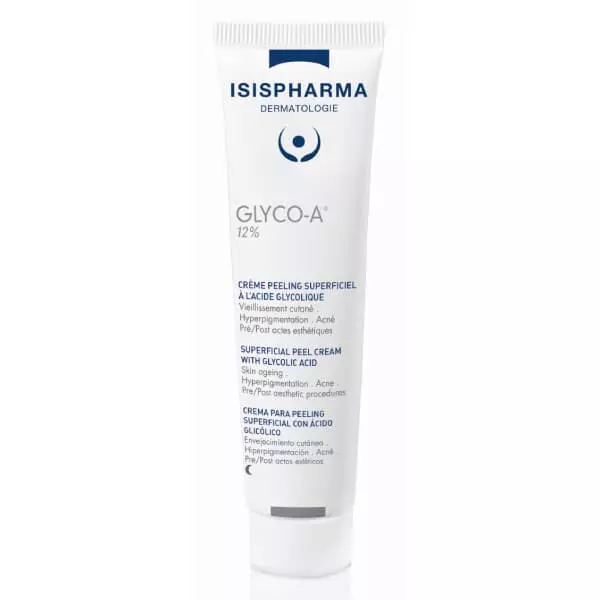 ISISPHARMA
DERMATOLOGIE
GLYCO-A®
12%
CRÈME PEELING SUPERFICIEL
À L'ACIDE GLYCOLIQUE
Vieillissement cutané .
Hyperpigmentation . Acné
Pré/Post actes esthétiques
SUPERFICIAL PEEL CREAM
WITH GLYCOLIC ACID
Skin ageing .
Hyperpigmentation . Acne .
Pre/Post aesthetic procedures
CREMA PARA PEELING
SUPERFICIAL CON ÁCIDO
GLICÓLICO
Envejecimiento cutáneo .
Hiperpigmentación . Acné .
Pre/Post actos estéticos